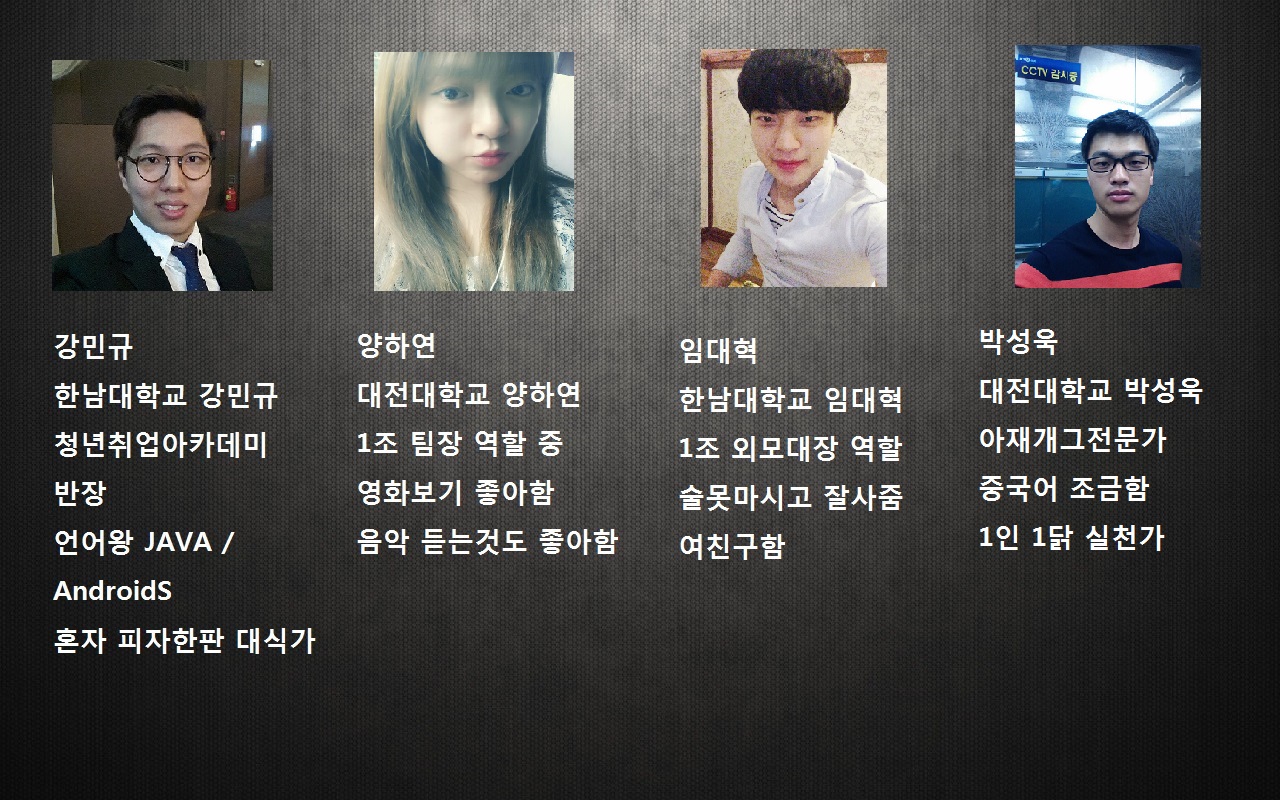 CCTV 감시중
강민규
한남대학교 강민규
청년취업아카데미
반장
언어왕 JAVA /
AndroidS
혼자 피자한판 대식가
양하연
대전대학교 양하연
1조 팀장 역할 중
영화보기 좋아함
음악 듣는것도 좋아함
임대혁
한남대학교 임대혁
1조 외모대장 역할
술못마시고 잘사줌
여친구함
박성욱
대전대학교 박성욱
아재개그전문가
중국어 조금함
1인 1닭 실천가